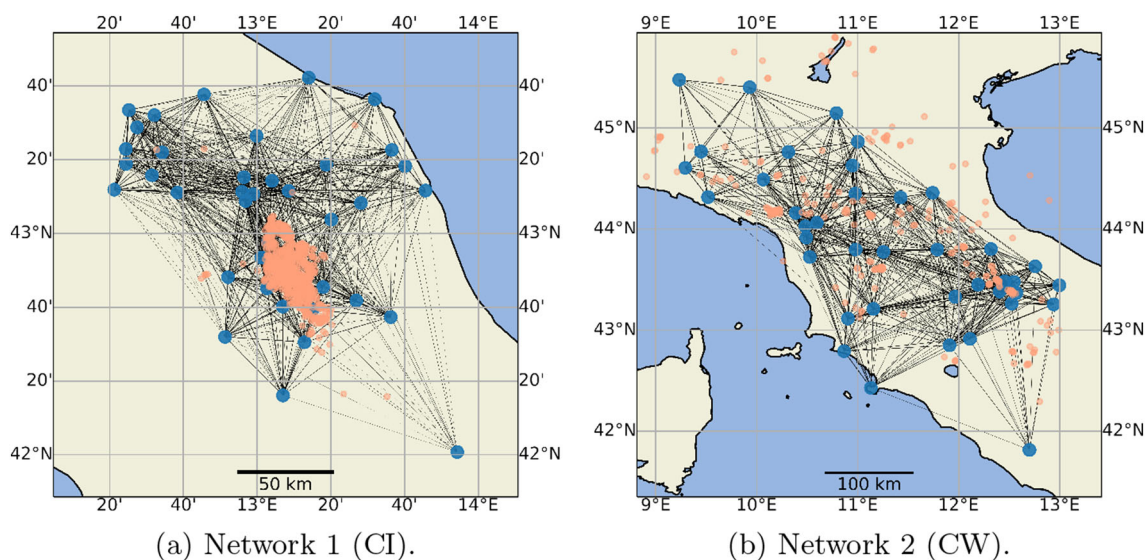 20' 40' 13°E 20' 40' 14°E
40' 40'
20' 20'
43°N 43°N
40' 40'
20' 20'
42°N 42°N
50 km
20' 40' 13°E 20' 40' 14°E
(a) Network 1 (CI).
8°E 9°E 10°E 11°E 12°E 13°E
45°N 45°N
44°N 44°N
43°N 43°N
42°N 42°N
100 km
9°E 10°E 11°E 12°E 13°E
(b) Network 2 (CW).